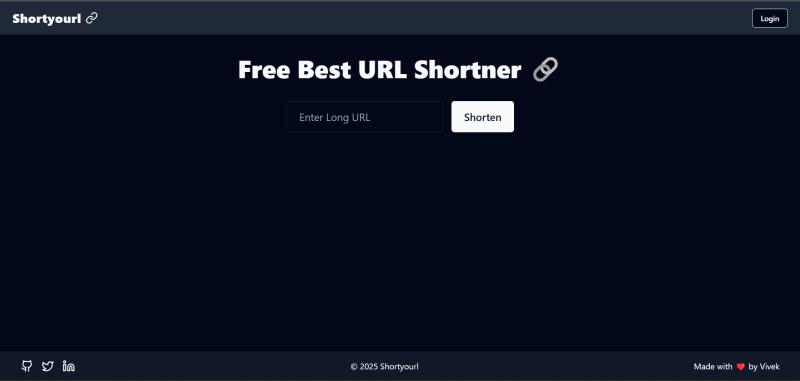 Shortyourl
Login
Free Best URL Shortner
Enter Long URL
Shorten
© 2025 Shortyourl
Made with ❤️ by Vivek